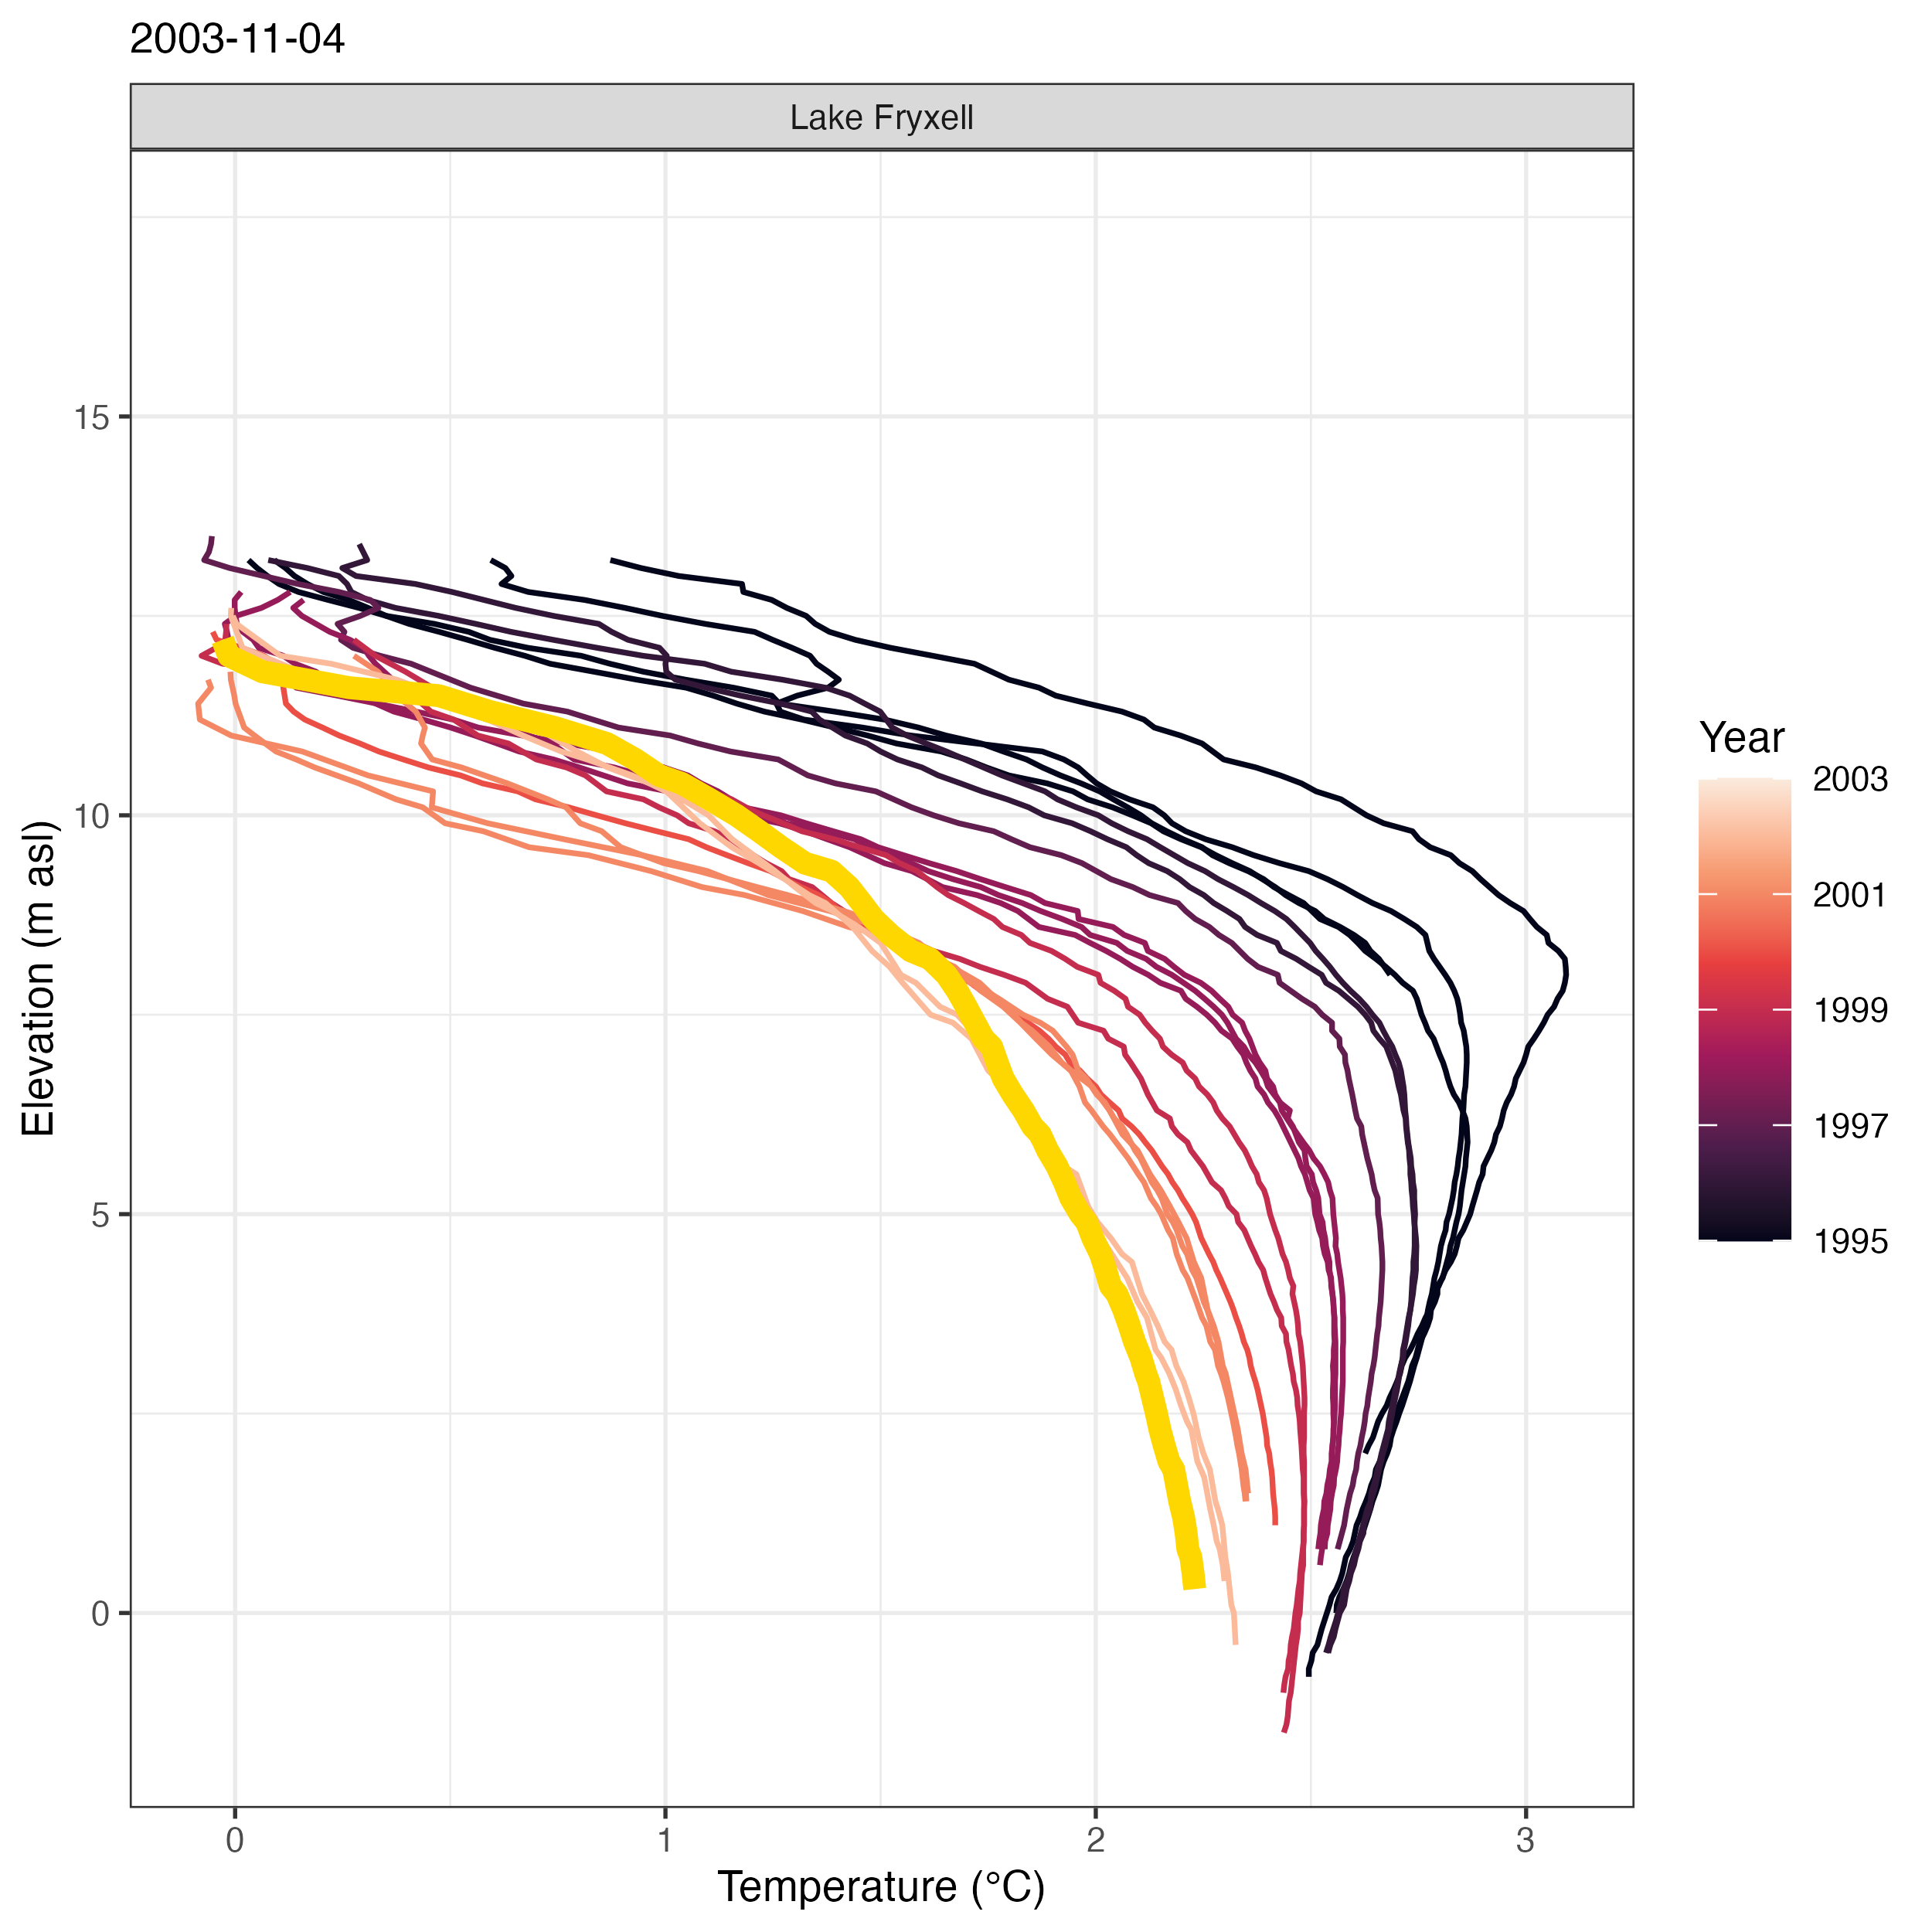 2003-11-04
Lake Fryxell
15
10
5
0
Elevation (m asl)
0 1 2 3
Temperature (°C)
Year
2003
2001
1999
1997
1995